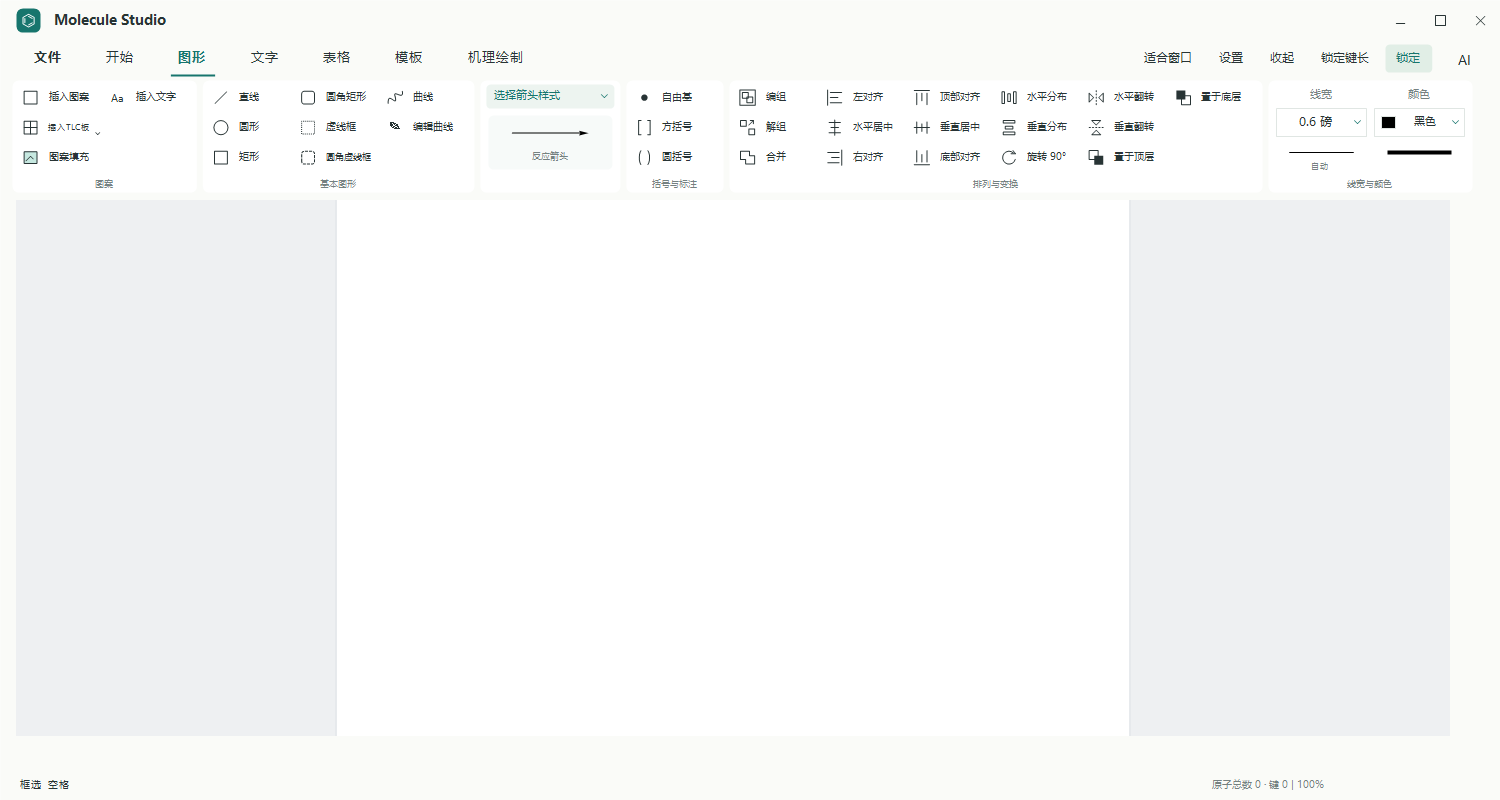 Molecule Studio
文件 开始 图形 文字 表格 模板 机理绘制 适合窗口 设置 收起 锁定键长 锁定 AI
插入图案 Aa 插入文字 直线 圆角矩形 曲线 选择箭头样式 自由基 编组 左对齐 顶部对齐 水平分布 水平翻转 置于底层 线宽 颜色
插入TLC板 圆形 虚线框 编辑曲线 方括号 解组 水平居中 垂直居中 垂直分布 垂直翻转 0.6 磅 黑色
图案填充 矩形 圆角虚线框 反应箭头 圆括号 合并 右对齐 底部对齐 旋转 90° 置于顶层 自动
图案 基本图形 括号与标注 排列与变换 线宽与颜色
框选 空格 原子总数 0 · 键 0 | 100%